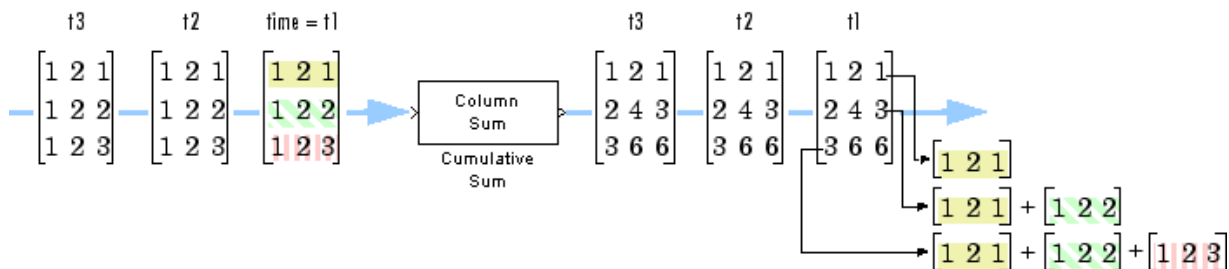 t3 t2 time = t1 t3 t2 t1
[1 2 1] [1 2 1] [1 2 1] [1 2 1] [1 2 1] [1 2 1]
[1 2 2] [1 2 2] [1 2 2] [2 4 3] [2 4 3] [2 4 3]
[1 2 3] [1 2 3] [1 2 3] [3 6 6] [3 6 6] [3 6 6]
Column
Sum
Cumulative
Sum
[1 2 1]
[1 2 1] + [1 2 2]
[1 2 1] + [1 2 2] + [1 2 3]